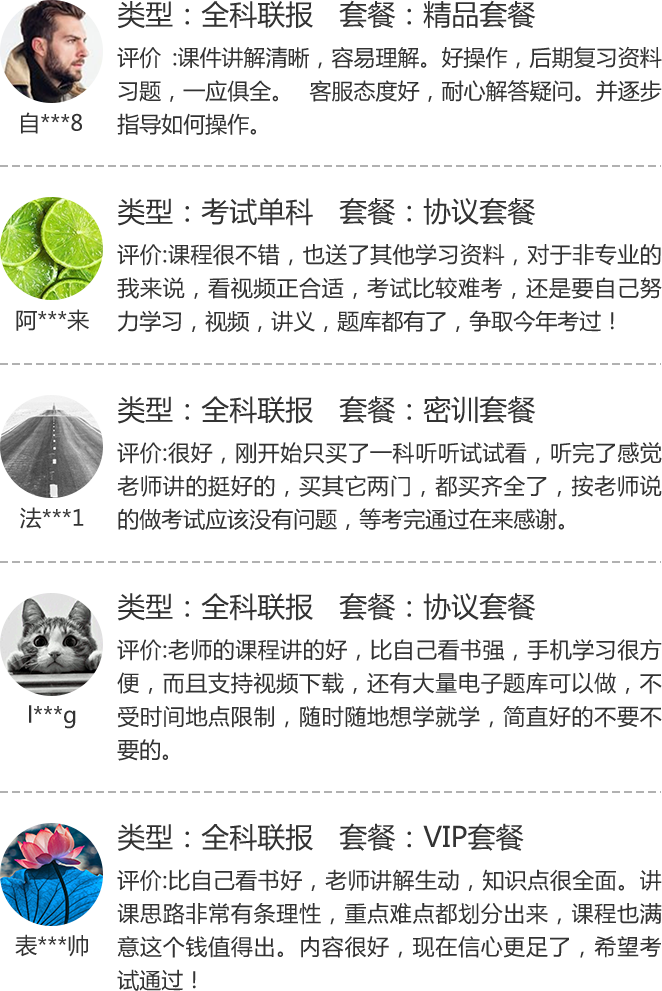 类型：全科联报 套餐：精品套餐
评价 :课件讲解清晰，容易理解。好操作，后期复习资料
习题，一应俱全。 客服态度好，耐心解答疑问。并逐步
指导如何操作。
自***8
类型：考试单科 套餐：协议套餐
评价:课程很不错，也送了其他学习资料，对于非专业的
我来说，看视频正合适，考试比较难考，还是要自己努
力学习，视频，讲义，题库都有了，争取今年考过！
阿***来
类型：全科联报 套餐：密训套餐
评价:很好，刚开始只买了一科听听试试看，听完了感觉
老师讲的挺好的，买其它两门，都买齐全了，按老师说
的做考试应该没有问题，等考完通过在来感谢。
法***1
类型：全科联报 套餐：协议套餐
评价:老师的课程讲的好，比自己看书强，手机学习很方
便，而且支持视频下载，还有大量电子题库可以做，不
受时间地点限制，随时随地想学就学，简直好的不要不
要的。
l***g
类型：全科联报 套餐：VIP套餐
评价:比自己看书好，老师讲解生动，知识点很全面。讲
课思路非常有条理性，重点难点都划分出来，课程也满
意这个钱值得出。内容很好，现在信心更足了，希望考
试通过！
表***帅